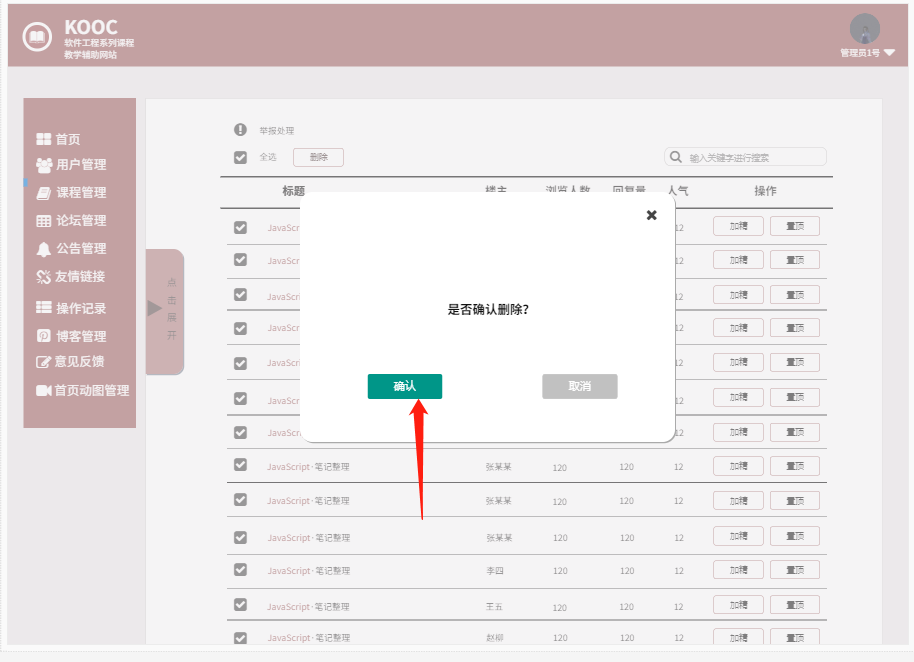 KOOC
软件工程系列课程
教学辅助网站
管理员1号
首页
用户管理
课程管理
论坛管理
公告管理
友情链接
操作记录
博客管理
意见反馈
首页动图管理
点
击
展
开
举报处理
全选 删除 输入关键字进行搜索
标题 楼主 浏览人数 回复量 人气 操作
JavaScr 12 加精 置顶
JavaScri 12 加精 置顶
JavaScri 12 加精 置顶
JavaScr 12 加精 置顶
JavaScri 12 加精 置顶
JavaScri 12 加精 置顶
JavaScr 12 加精 置顶
是否确认删除?
确认 取消
JavaScript·笔记整理 张某某 120 120 12 加精 置顶
JavaScript·笔记整理 张某某 120 120 12 加精 置顶
JavaScript·笔记整理 张某某 120 120 12 加精 置顶
JavaScript·笔记整理 李四 120 120 12 加精 置顶
JavaScript·笔记整理 王五 120 120 12 加精 置顶
JavaScript·笔记整理 赵柳 120 120 12 加精 置顶